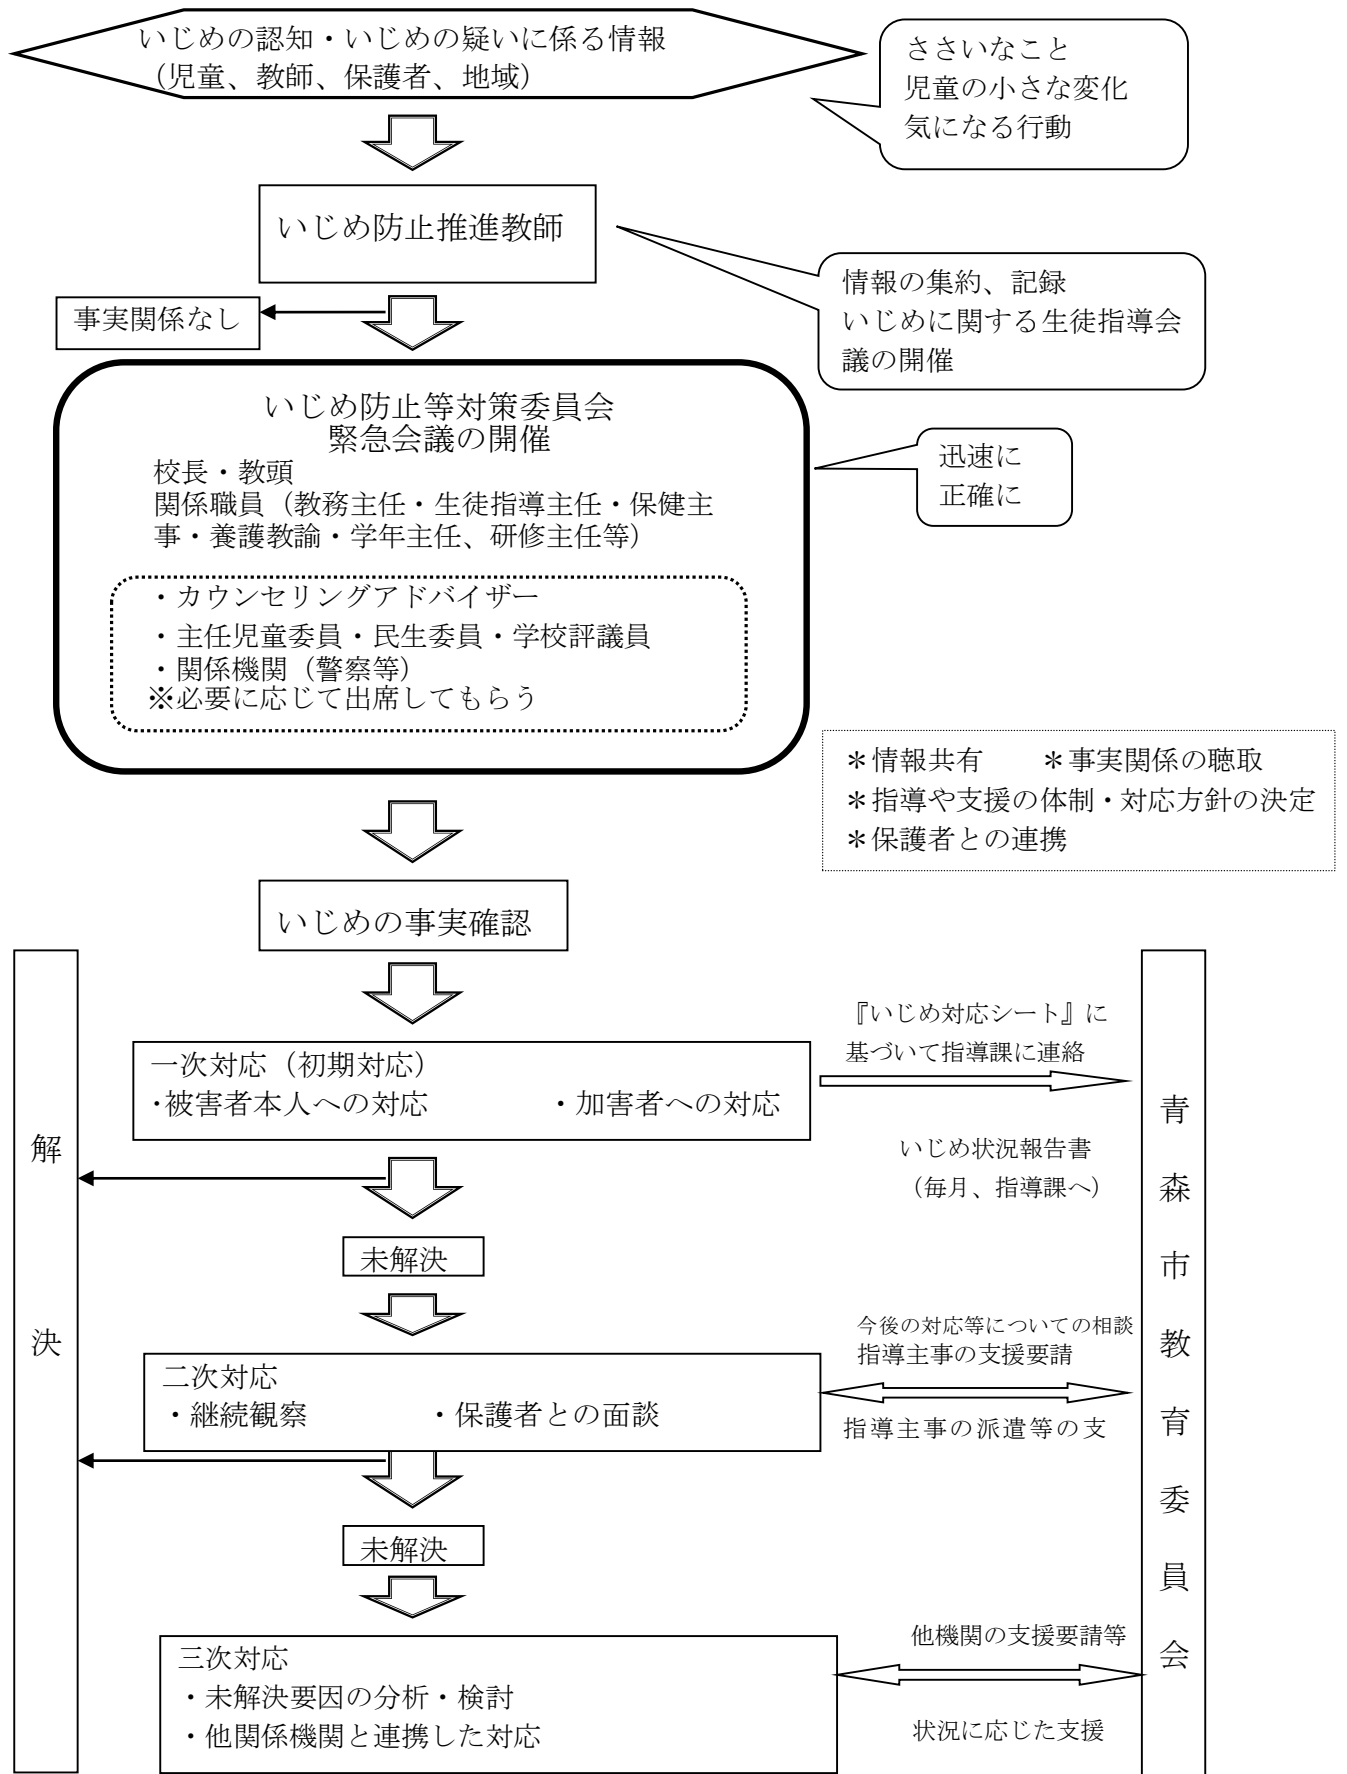 いじめの認知・いじめの疑いに係る情報
（児童、教師、保護者、地域）
ささいなこと
児童の小さな変化
気になる行動
いじめ防止推進教師
情報の集約、記録
いじめに関する生徒指導会
議の開催
事実関係なし
いじめ防止等対策委員会
緊急会議の開催
校長・教頭
関係職員（教務主任・生徒指導主任・保健主
事・養護教諭・学年主任、研修主任等）
迅速に
正確に
・カウンセリングアドバイザー
・主任児童委員・民生委員・学校評議員
・関係機関（警察等）
※必要に応じて出席してもらう
＊情報共有　　＊事実関係の聴取
＊指導や支援の体制・対応方針の決定
＊保護者との連携
いじめの事実確認
一次対応（初期対応）
・被害者本人への対応　　　　・加害者への対応
『いじめ対応シート』に
基づいて指導課に連絡
いじめ状況報告書
（毎月、指導課へ）
未解決
二次対応
・継続観察　　　　・保護者との面談
今後の対応等についての相談
指導主事の支援要請
指導主事の派遣等の支
未解決
三次対応
・未解決要因の分析・検討
・他関係機関と連携した対応
他機関の支援要請等
状況に応じた支援
解決
青森市教育委員会